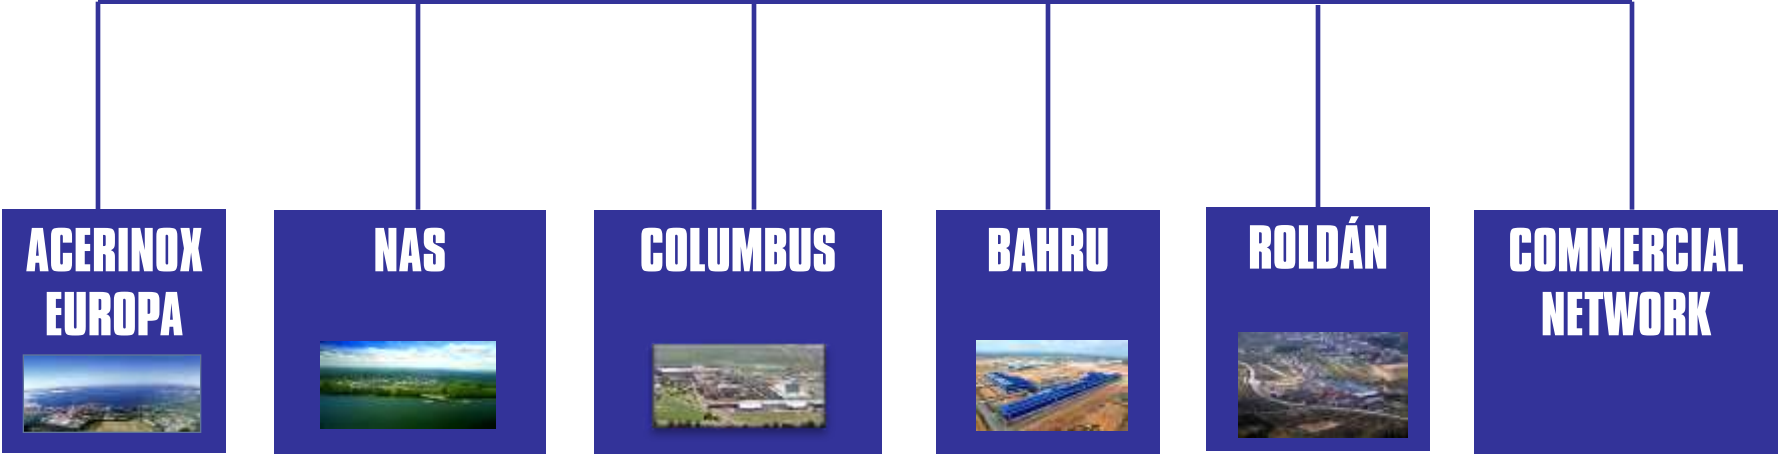 ACERINOX
EUROPA
NAS
COLUMBUS
BAHRU
ROLDÁN
COMMERCIAL
NETWORK